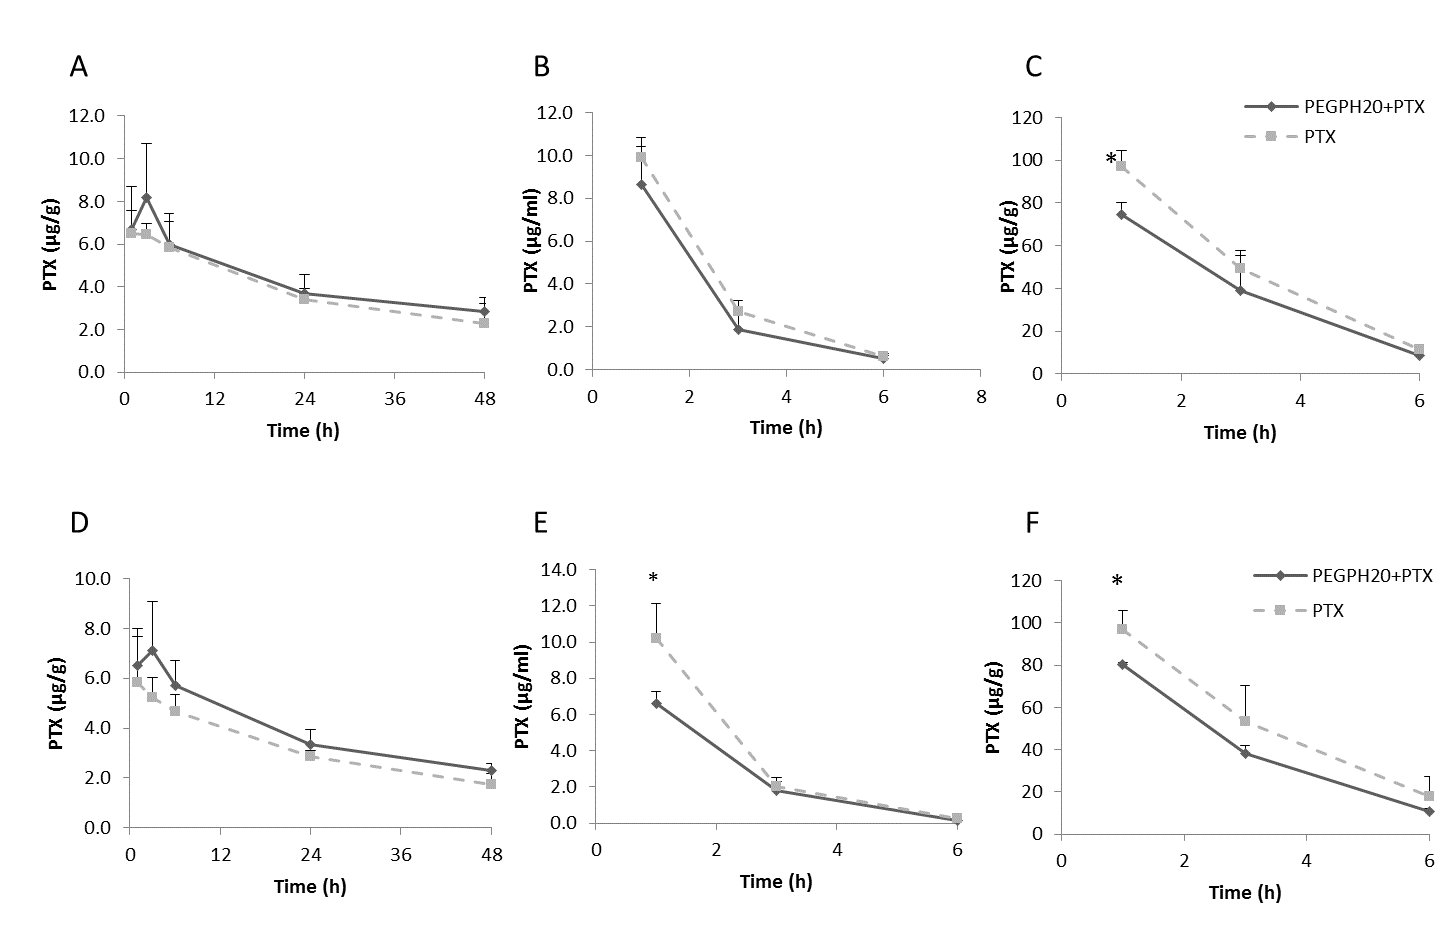 A
PTX (µg/g)
12.0
10.0
8.0
6.0
4.0
2.0
0.0
0 12 24 36 48
Time (h)
B
PTX (µg/ml)
12.0
10.0
8.0
6.0
4.0
2.0
0.0
0 2 4 6 8
Time (h)
C
PEGPH20+PTX
PTX
PTX (µg/g)
120
100
80
60
40
20
0
*
0 2 4 6
Time (h)
D
PTX (µg/g)
10.0
8.0
6.0
4.0
2.0
0.0
0 12 24 36 48
Time (h)
E
PTX (µg/ml)
14.0
12.0
10.0
8.0
6.0
4.0
2.0
0.0
*
0 2 4 6
Time (h)
F
PEGPH20+PTX
PTX
PTX (µg/g)
120
100
80
60
40
20
0
*
0 2 4 6
Time (h)